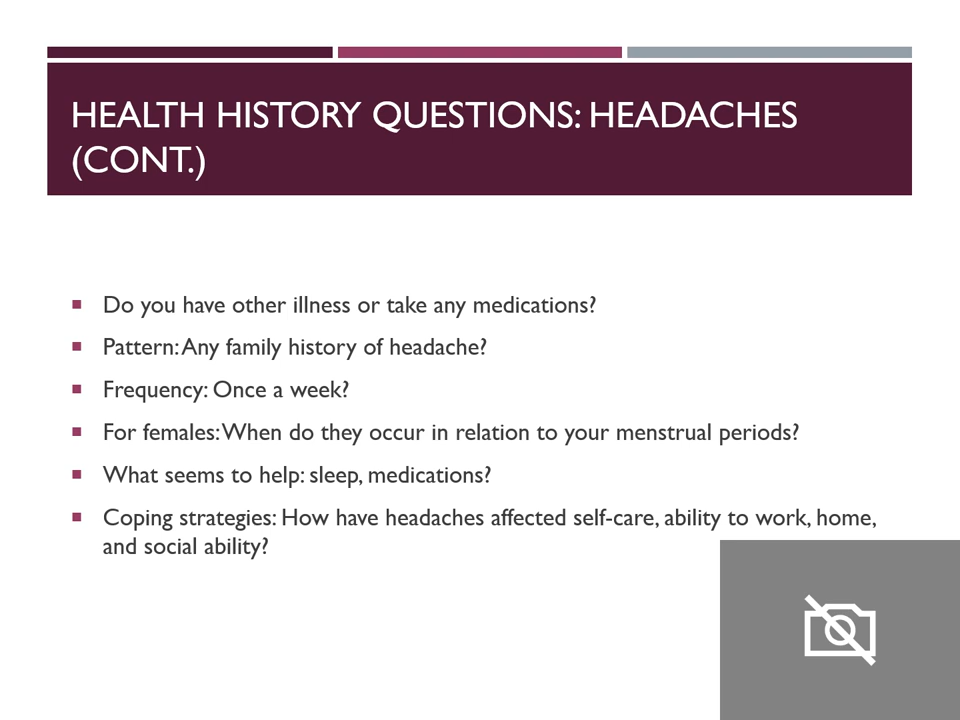 HEALTH HISTORY QUESTIONS: HEADACHES
(CONT.)
Do you have other illness or take any medications?
Pattern: Any family history of headache?
Frequency: Once a week?
For females: When do they occur in relation to your menstrual periods?
What seems to help: sleep, medications?
Coping strategies: How have headaches affected self-care, ability to work, home,
and social ability?